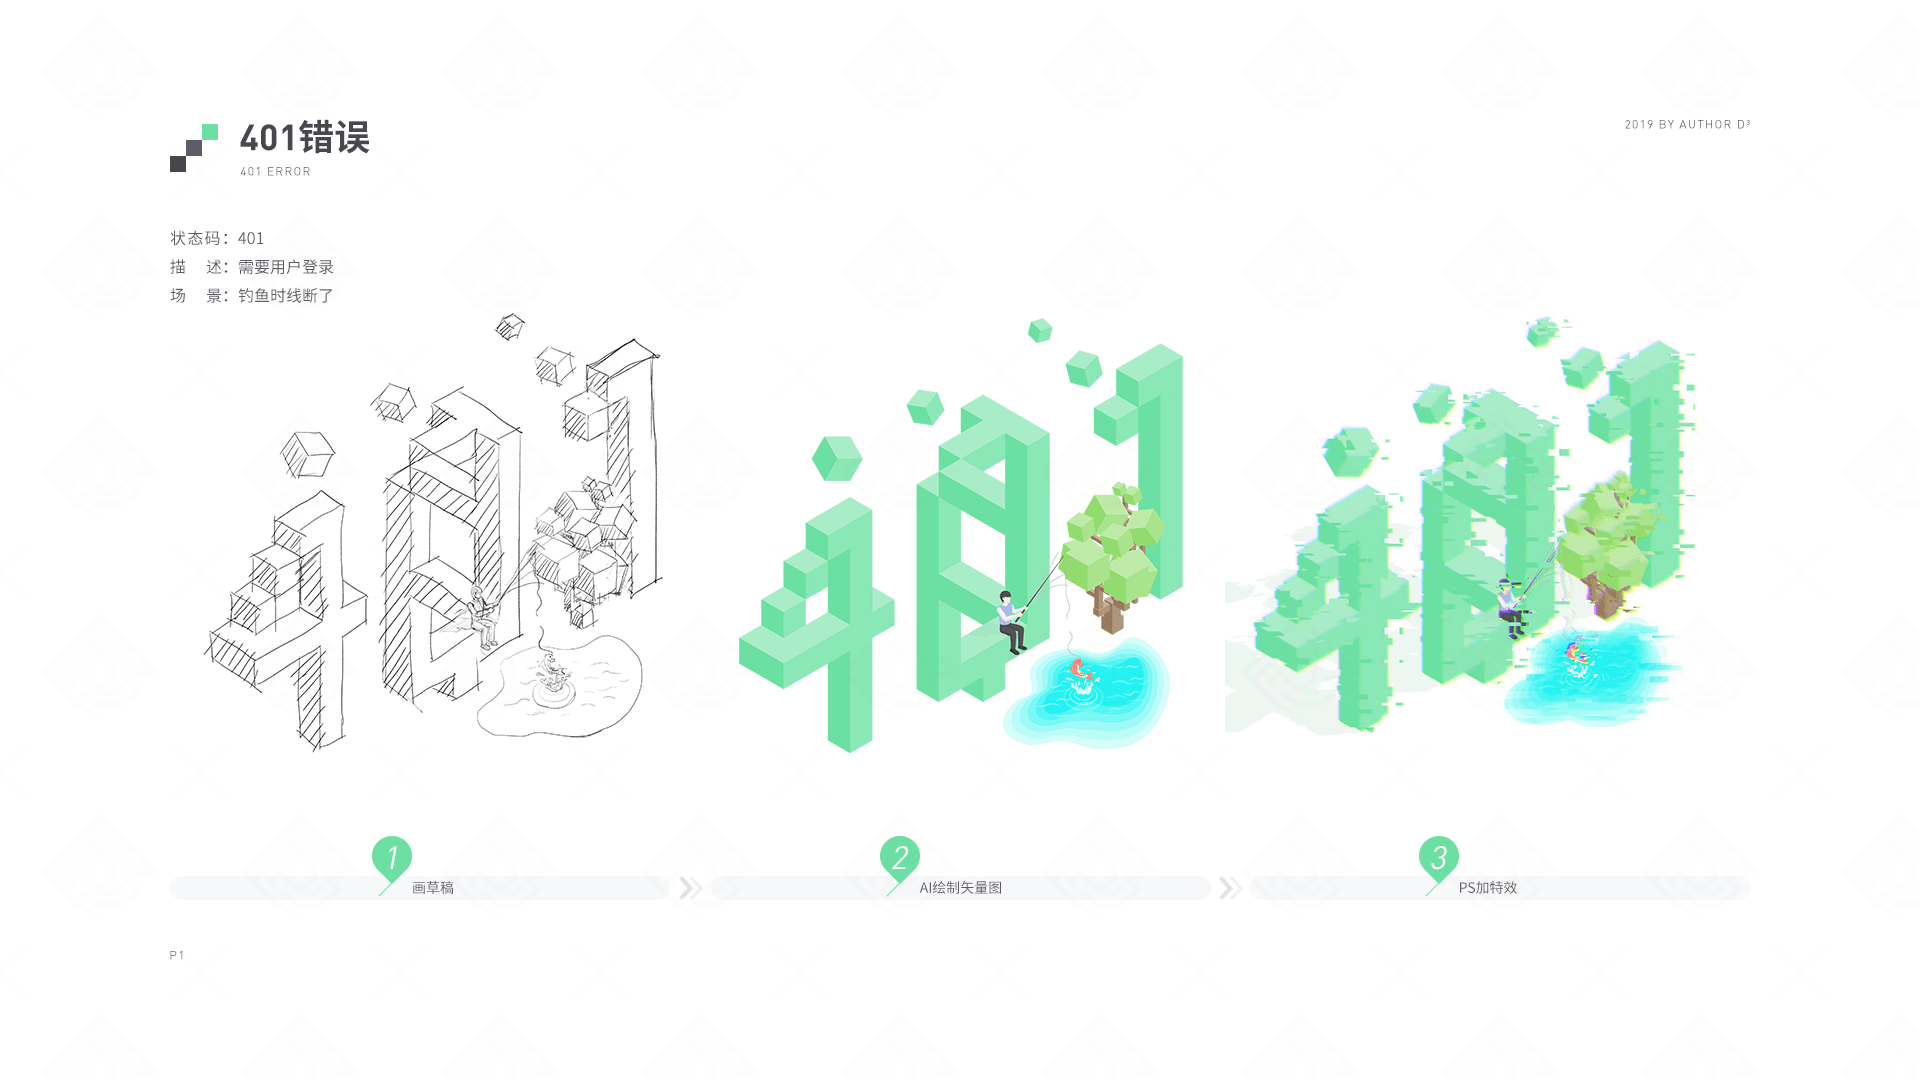 401错误
401 ERROR
2019 BY AUTHOR D³
状态码：401
描 述：需要用户登录
场 景：钓鱼时线断了
1
画草稿
2
AI绘制矢量图
3
PS加特效
P1